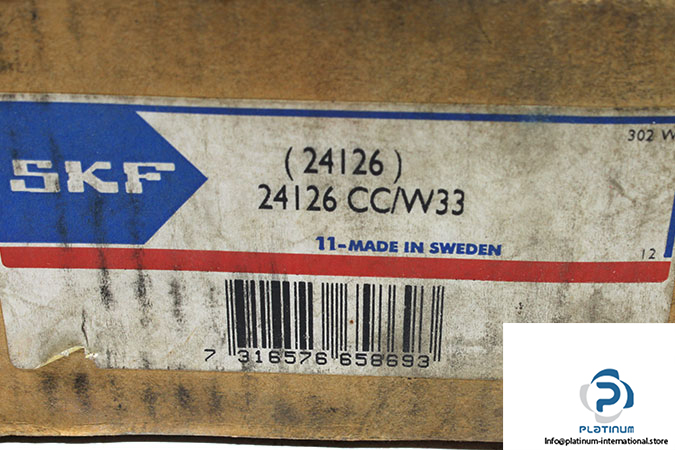 302 W
SKF
(24126)
24126 CC/W33
11-MADE IN SWEDEN
12
7 316576 658693
PLATINUM
Info@platinum-international.store